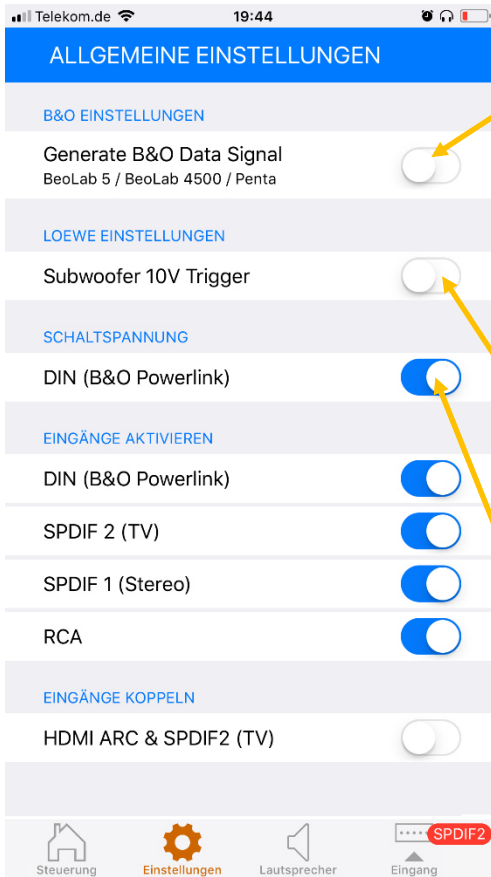 Telekom.de 19:44
ALLGEMEINE EINSTELLUNGEN
B&O EINSTELLUNGEN
Generate B&O Data Signal
BeoLab 5 / BeoLab 4500 / Penta
LOEWE EINSTELLUNGEN
Subwoofer 10V Trigger
SCHALTSPANNUNG
DIN (B&O Powerlink)
EINGÄNGE AKTIVIEREN
DIN (B&O Powerlink)
SPDIF 2 (TV)
SPDIF 1 (Stereo)
RCA
EINGÄNGE KOPPELN
HDMI ARC & SPDIF2 (TV)
SPDIF2
Steuerung Einstellungen Lautsprecher Eingang